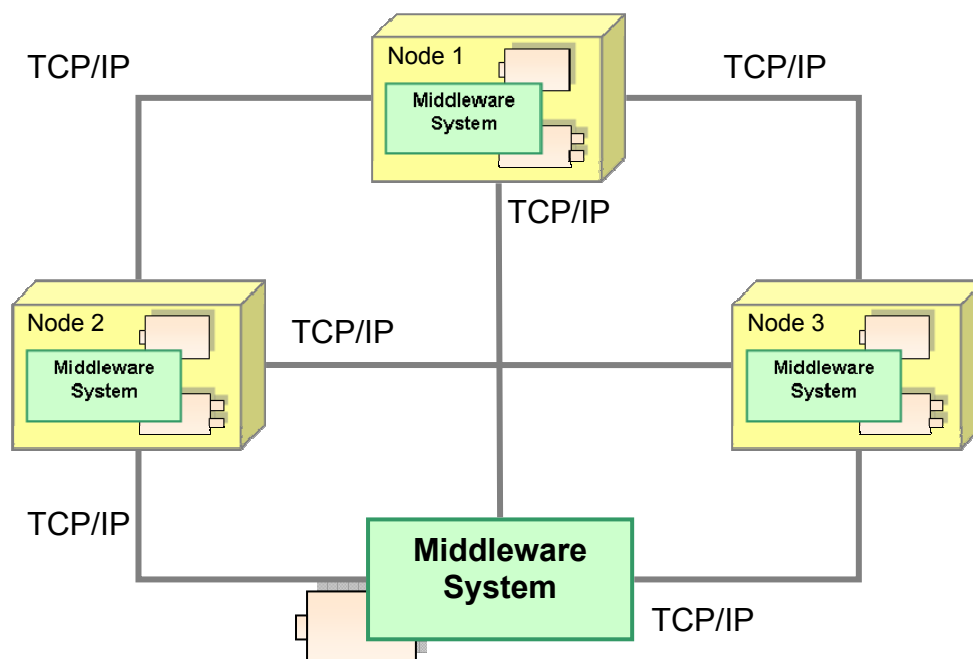 TCP/IP
Node 1
TCP/IP
Middleware
System
TCP/IP
Node 2
Middleware
System
TCP/IP
Node 3
Middleware
System
TCP/IP
Middleware
System
TCP/IP